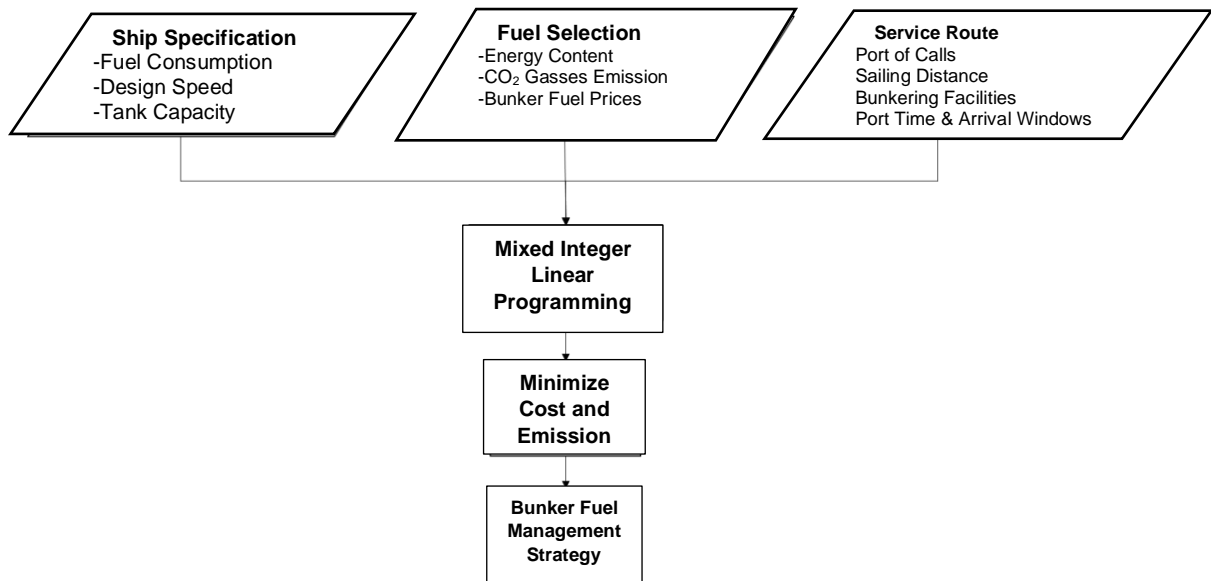 Ship Specification
-Fuel Consumption
-Design Speed
-Tank Capacity
Fuel Selection
-Energy Content
-CO₂ Gasses Emission
-Bunker Fuel Prices
Service Route
Port of Calls
Sailing Distance
Bunkering Facilities
Port Time & Arrival Windows
Mixed Integer
Linear
Programming
Minimize
Cost and
Emission
Bunker Fuel
Management
Strategy